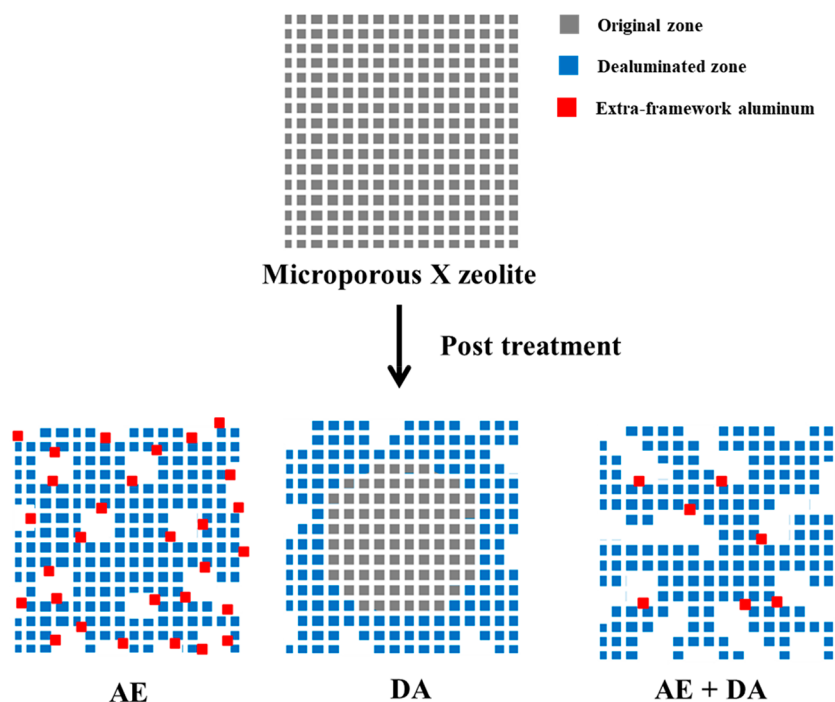 Original zone
Dealuminated zone
Extra-framework aluminum
Microporous X zeolite
Post treatment
AE
DA
AE + DA